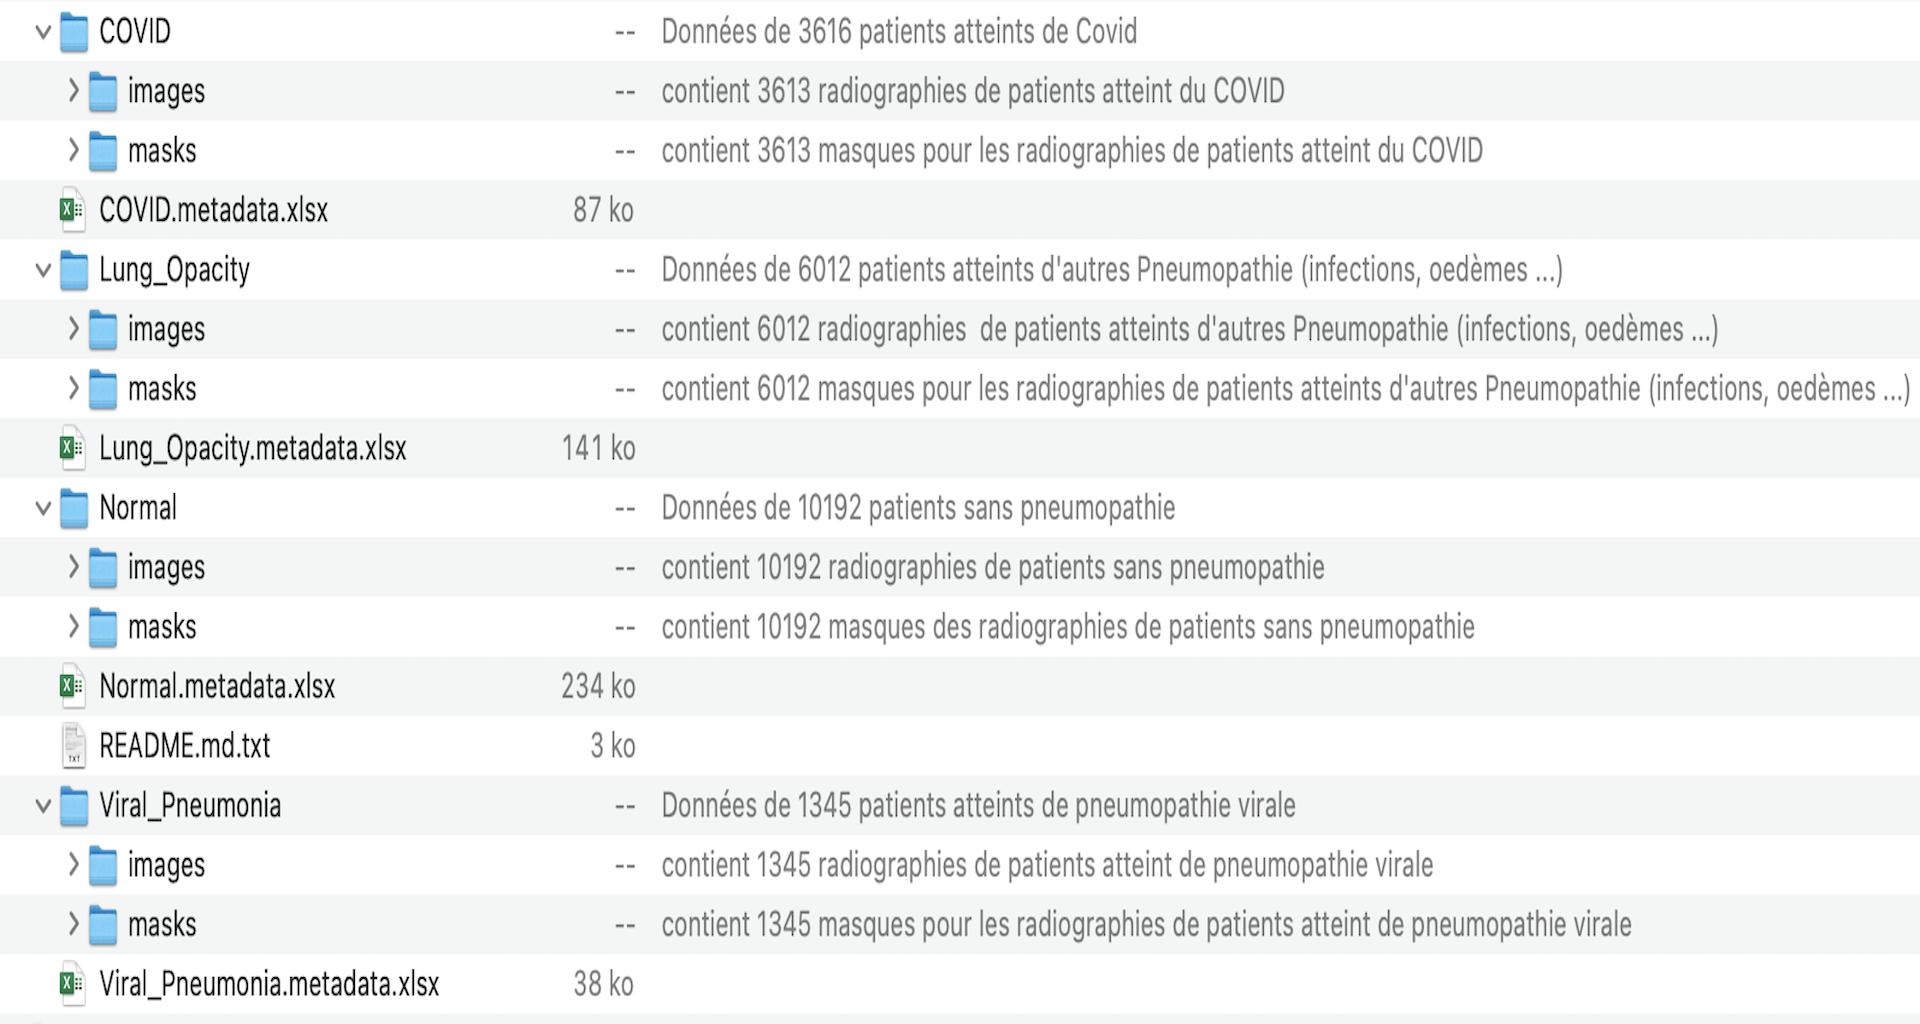 COVID -- Données de 3616 patients atteints de Covid
images -- contient 3613 radiographies de patients atteint du COVID
masks -- contient 3613 masques pour les radiographies de patients atteint du COVID
COVID.metadata.xlsx 87 ko
Lung_Opacity -- Données de 6012 patients atteints d'autres Pneumopathie (infections, oedèmes ...)
images -- contient 6012 radiographies de patients atteints d'autres Pneumopathie (infections, oedèmes ...)
masks -- contient 6012 masques pour les radiographies de patients atteints d'autres Pneumopathie (infections, oedèmes ...)
Lung_Opacity.metadata.xlsx 141 ko
Normal -- Données de 10192 patients sans pneumopathie
images -- contient 10192 radiographies de patients sans pneumopathie
masks -- contient 10192 masques des radiographies de patients sans pneumopathie
Normal.metadata.xlsx 234 ko
README.md.txt 3 ko
Viral_Pneumonia -- Données de 1345 patients atteints de pneumopathie virale
images -- contient 1345 radiographies de patients atteint de pneumopathie virale
masks -- contient 1345 masques pour les radiographies de patients atteint de pneumopathie virale
Viral_Pneumonia.metadata.xlsx 38 ko